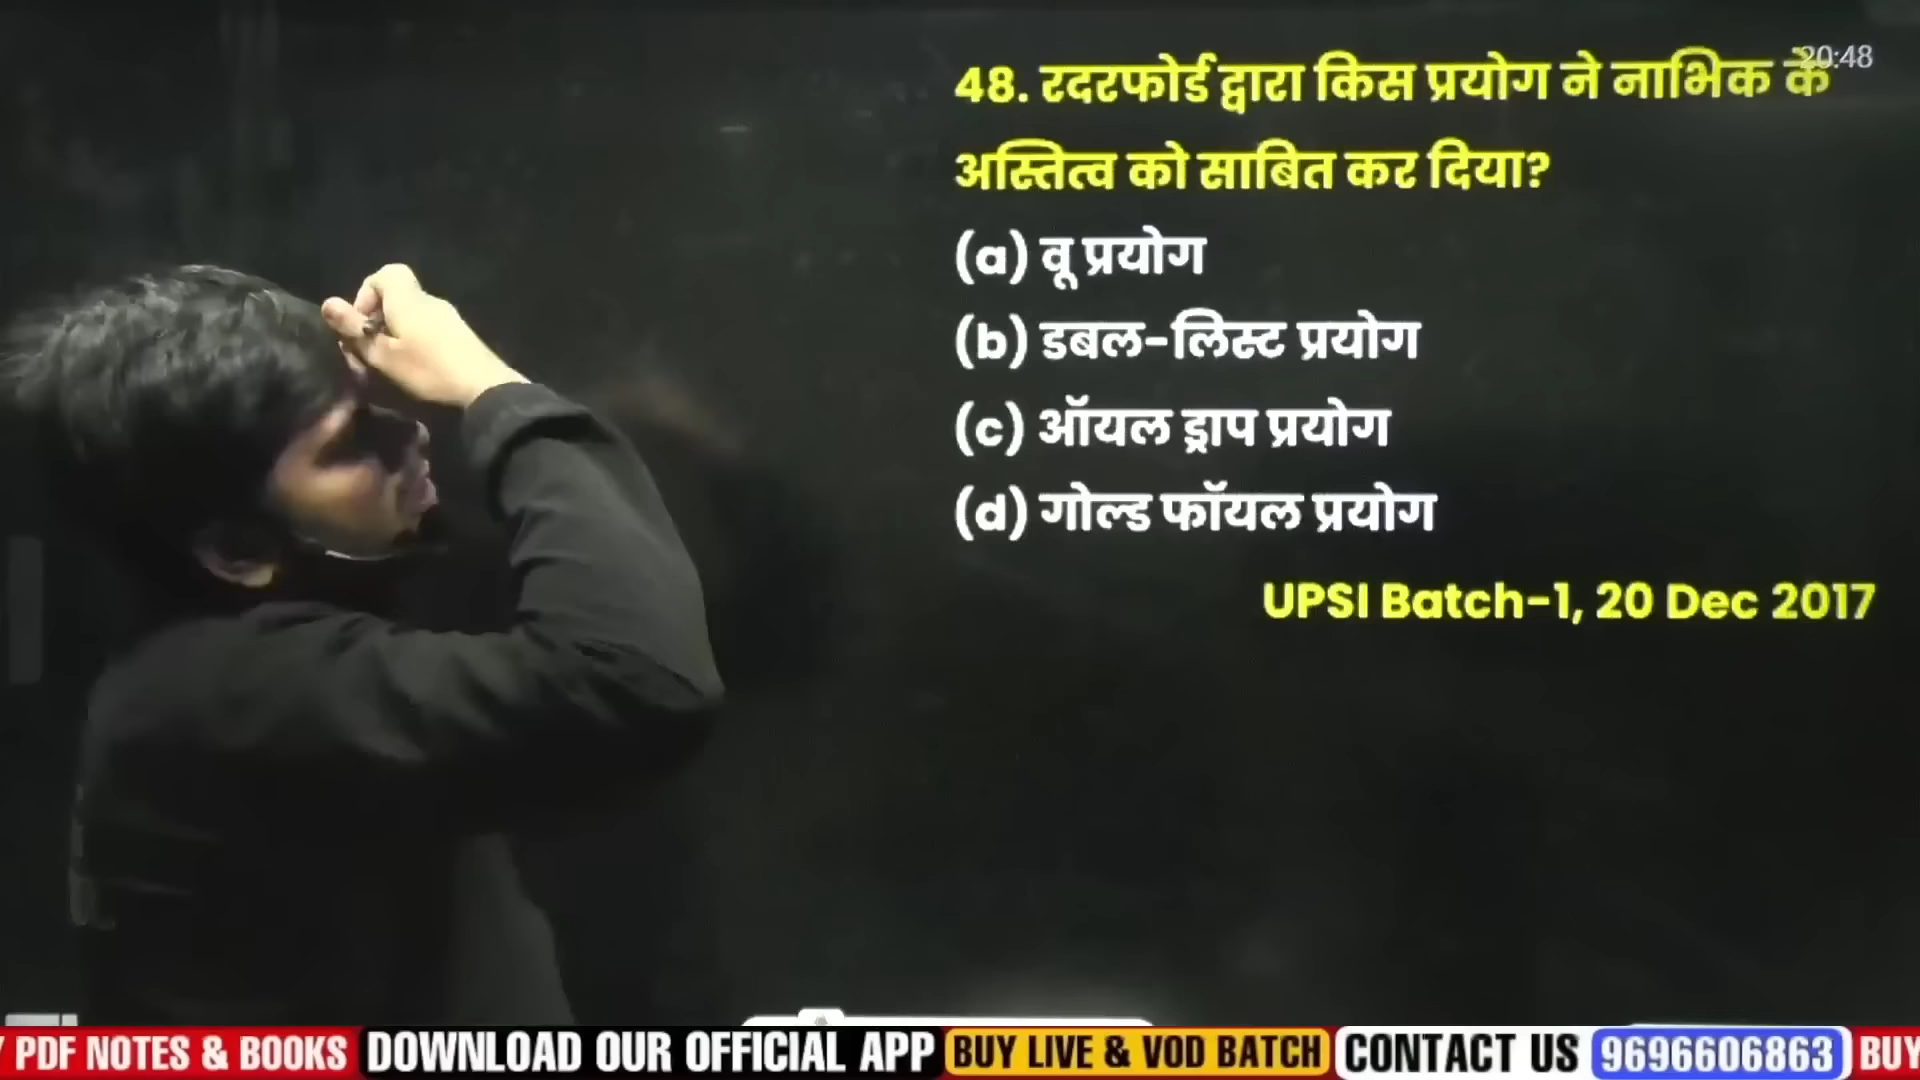 20:48
48. रदरफोर्ड द्वारा किस प्रयोग ने नाभिक के
अस्तित्व को साबित कर दिया?
(a) वू प्रयोग
(b) डबल-लिस्ट प्रयोग
(c) ऑयल ड्राप प्रयोग
(d) गोल्ड फॉयल प्रयोग
UPSI Batch-1, 20 Dec 2017
PDF NOTES & BOOKS DOWNLOAD OUR OFFICIAL APP BUY LIVE & VOD BATCH CONTACT US 9696606863 BUY